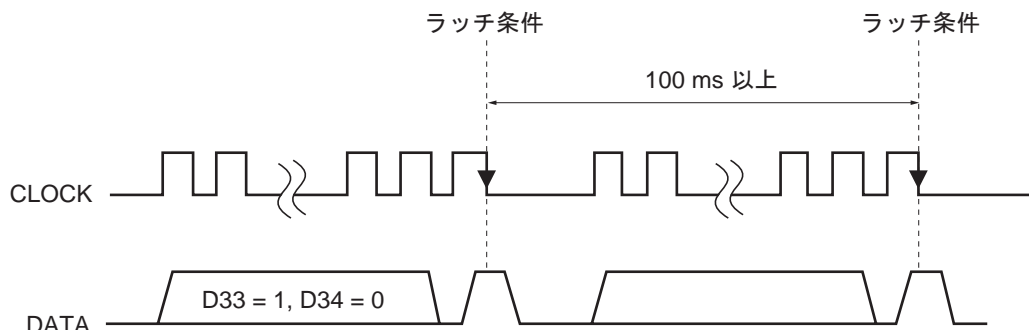 ラッチ条件
ラッチ条件
100 ms 以上
CLOCK
D33 = 1, D34 = 0
DATA